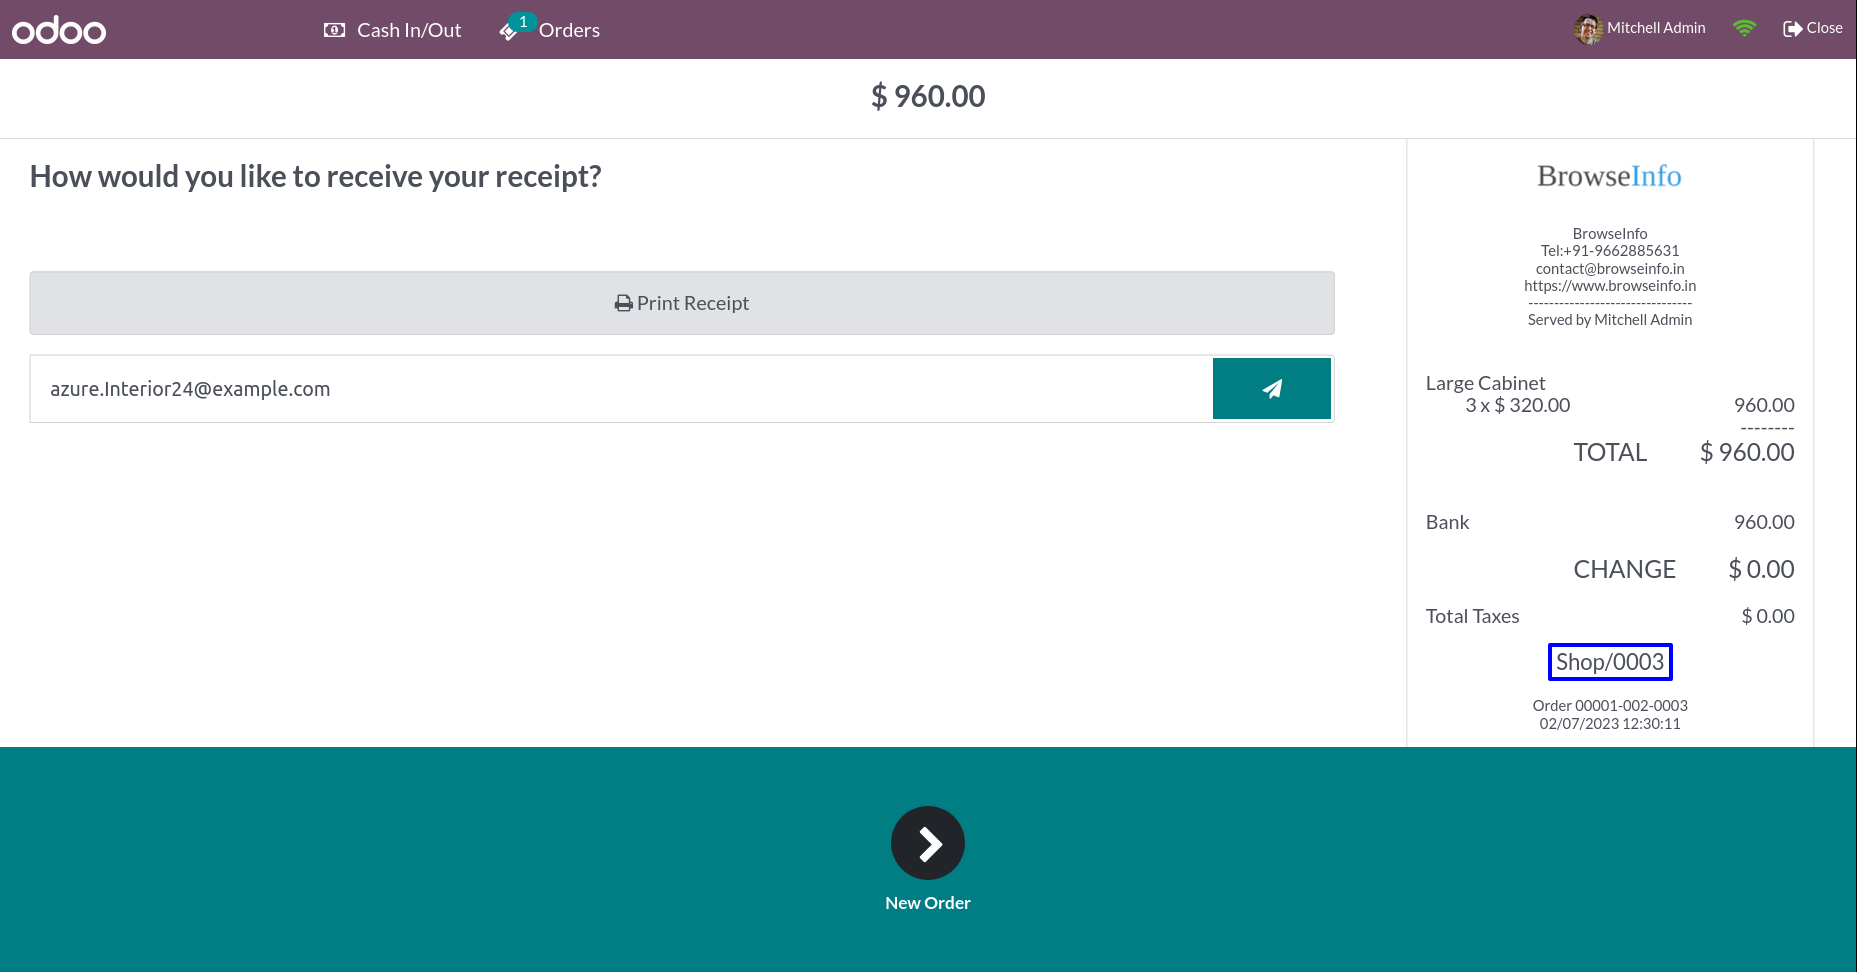 odoo
Cash In/Out
1
Orders
Mitchell Admin
Close
$ 960.00
How would you like to receive your receipt?
Print Receipt
azure.Interior24@example.com
BrowseInfo
BrowseInfo
Tel:+91-9662885631
contact@browseinfo.in
https://www.browseinfo.in
--------------------------------
Served by Mitchell Admin
Large Cabinet
3 x $ 320.00 960.00
--------
TOTAL $ 960.00
Bank 960.00
CHANGE $ 0.00
Total Taxes $ 0.00
Shop/0003
Order 00001-002-0003
02/07/2023 12:30:11
New Order